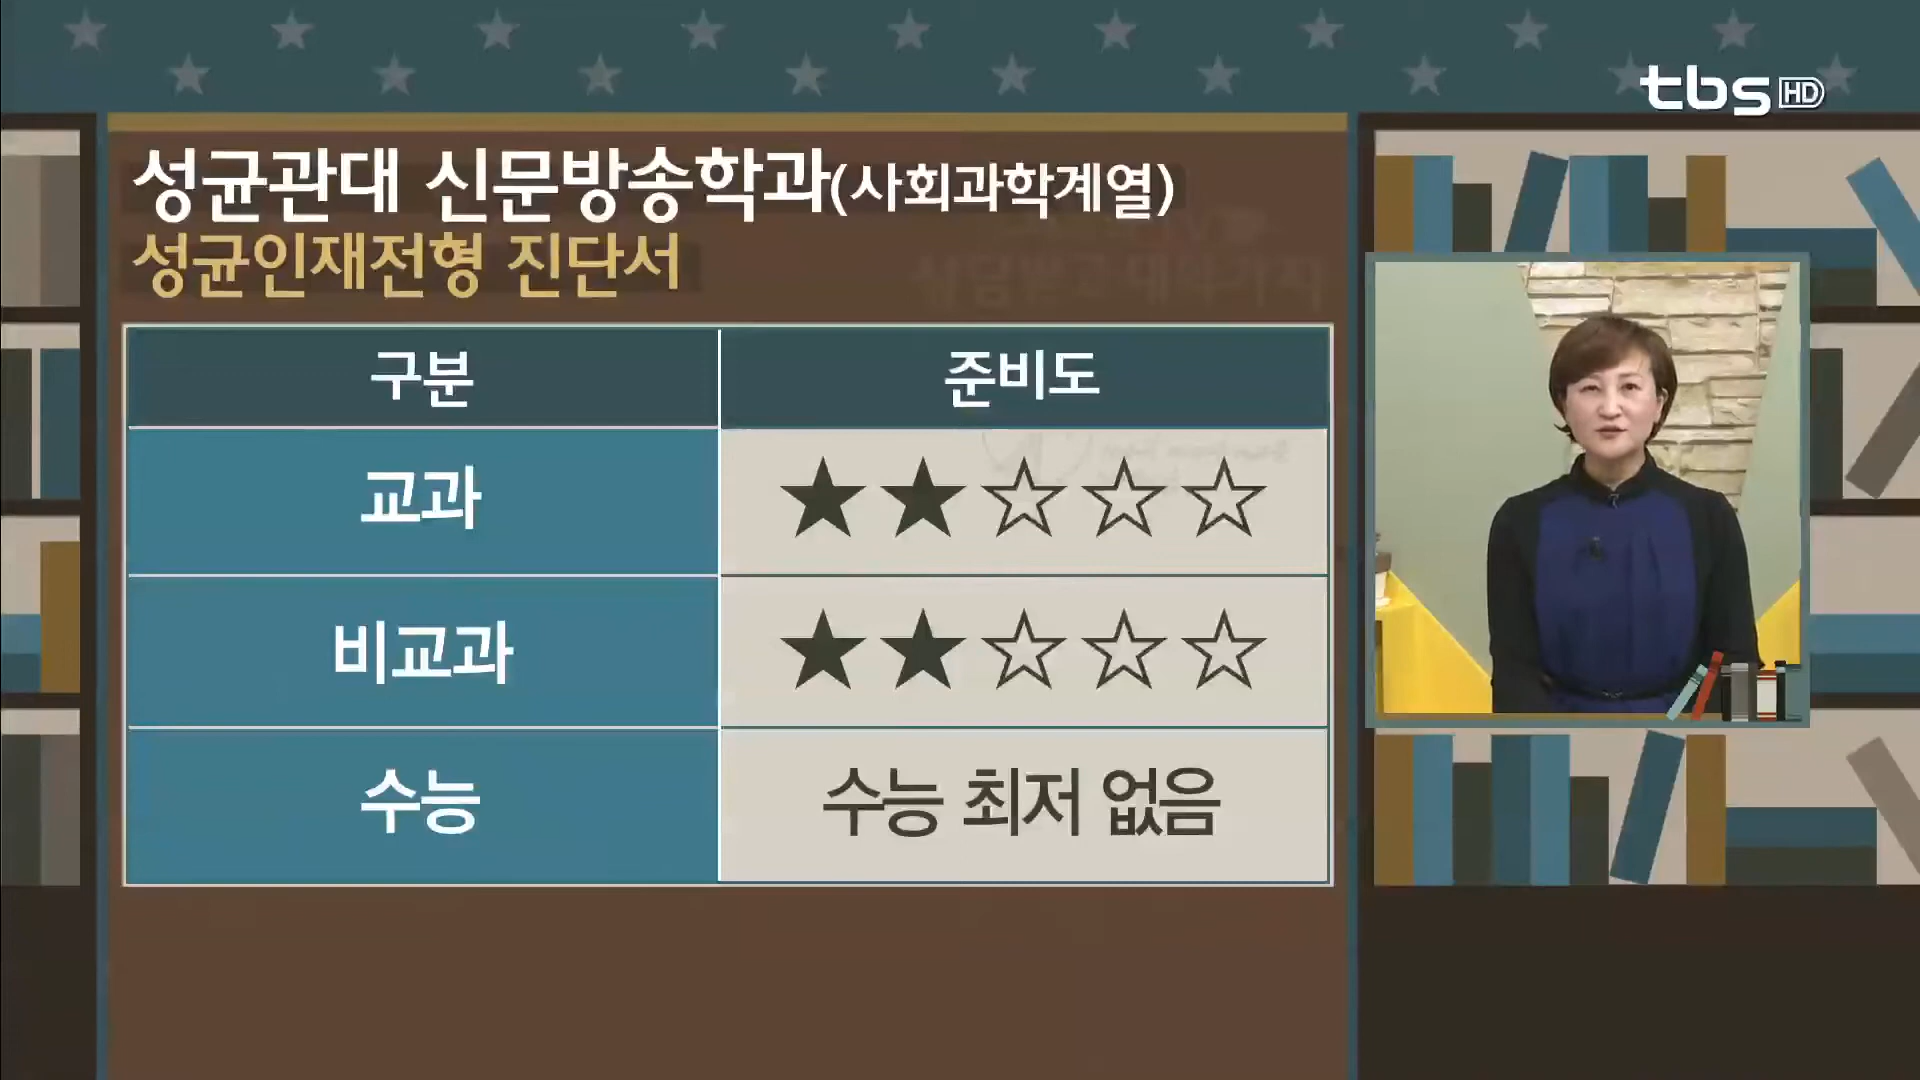 tbs HD
성균관대 신문방송학과(사회과학계열)
성균인재전형 진단서
구분 준비도
교과 ★★☆☆☆
비교과 ★★☆☆☆
수능 수능 최저 없음